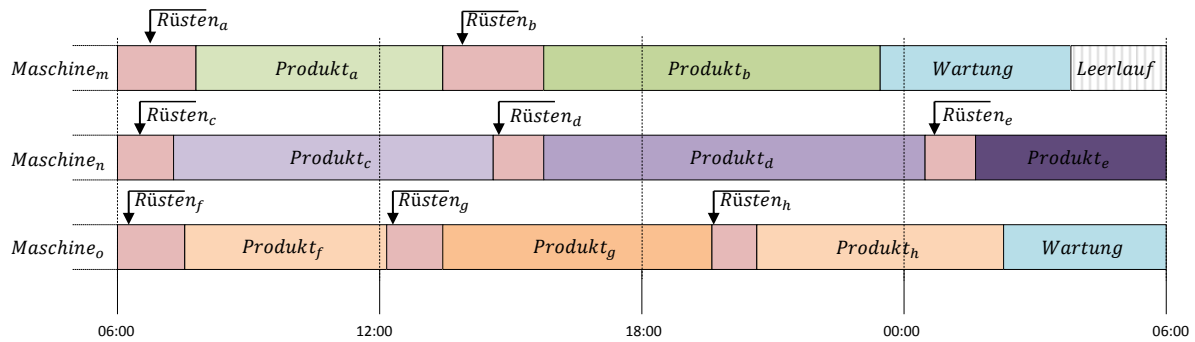 Rüsten_a Rüsten_b
Maschine_m Produkt_a Produkt_b Wartung Leerlauf
Rüsten_c Rüsten_d Rüsten_e
Maschine_n Produkt_c Produkt_d Produkt_e
Rüsten_f Rüsten_g Rüsten_h
Maschine_o Produkt_f Produkt_g Produkt_h Wartung
06:00 12:00 18:00 00:00 06:00